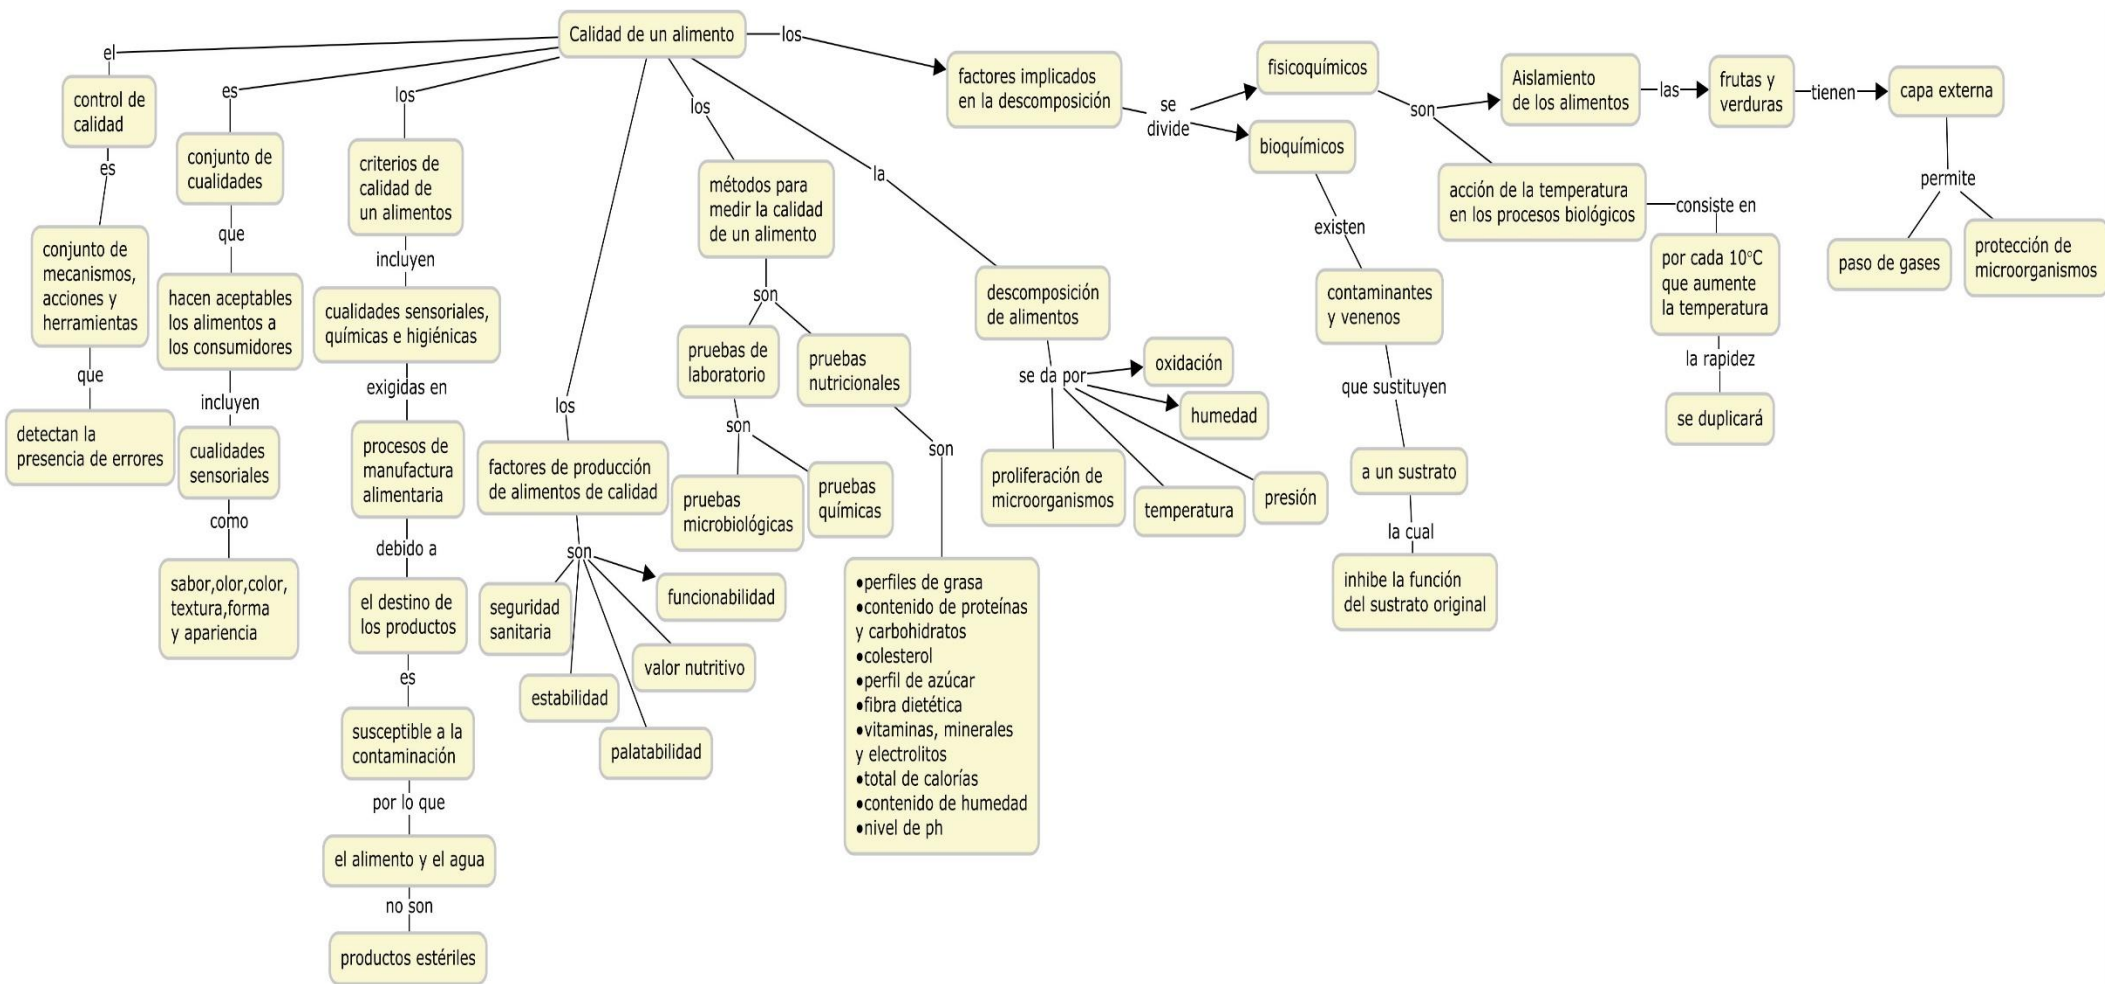 Calidad de un alimento
el
control de
calidad
es
conjunto de
mecanismos,
acciones y
herramientas
que
detectan la
presencia de errores
es
conjunto de
cualidades
que
hacen aceptables
los alimentos a
los consumidores
incluyen
cualidades
sensoriales
como
sabor,olor,color,
textura,forma
y apariencia
los
criterios de
calidad de
un alimentos
incluyen
cualidades sensoriales,
químicas e higiénicas
exigidas en
procesos de
manufactura
alimentaria
debido a
el destino de
los productos
es
susceptible a la
contaminación
por lo que
el alimento y el agua
no son
productos estériles
los
factores de producción
de alimentos de calidad
son
seguridad
sanitaria
estabilidad
palatabilidad
valor nutritivo
funcionabilidad
los
métodos para
medir la calidad
de un alimento
son
pruebas de
laboratorio
son
pruebas
microbiológicas
pruebas
químicas
pruebas
nutricionales
son
•perfiles de grasa
•contenido de proteínas
y carbohidratos
•colesterol
•perfil de azúcar
•fibra dietética
•vitaminas, minerales
y electrolitos
•total de calorías
•contenido de humedad
•nivel de ph
la
descomposición
de alimentos
se da por
proliferación de
microorganismos
temperatura
presión
humedad
oxidación
los
factores implicados
en la descomposición
se
divide
fisicoquímicos
son
Aislamiento
de los alimentos
las
frutas y
verduras
tienen
capa externa
permite
paso de gases
protección de
microorganismos
acción de la temperatura
en los procesos biológicos
consiste en
por cada 10°C
que aumente
la temperatura
la rapidez
se duplicará
bioquímicos
existen
contaminantes
y venenos
que sustituyen
a un sustrato
la cual
inhibe la función
del sustrato original